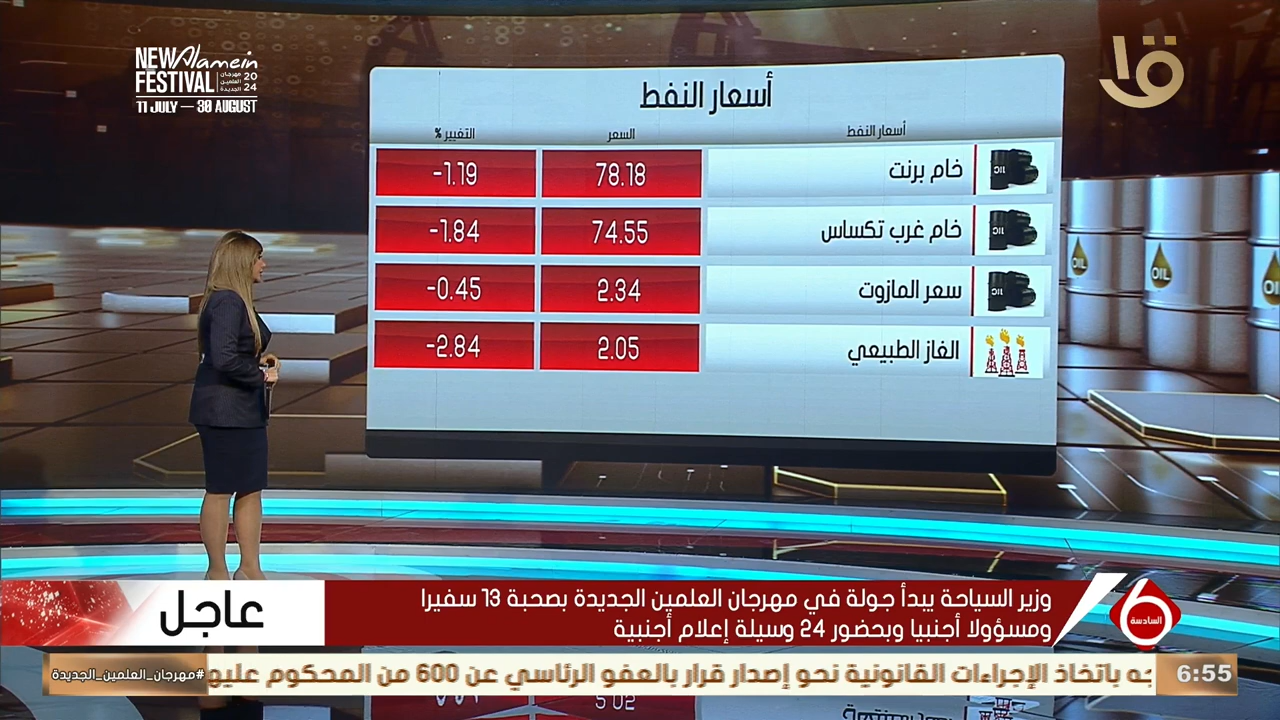 NEW Alamein
FESTIVAL
مهرجان
العلمين
الجديدة
2024
11 JULY — 30 AUGUST
أسعار النفط
أسعار النفط السعر التغيير %
خام برنت 78.18 -1.19
خام غرب تكساس 74.55 -1.84
سعر المازوت 2.34 -0.45
الغاز الطبيعي 2.05 -2.84
OIL
OIL
السادسة
عاجل
وزير السياحة يبدأ جولة في مهرجان العلمين الجديدة بصحبة 13 سفيرا
ومسؤولا أجنبيا وبحضور 24 وسيلة إعلام أجنبية
6:55
به باتخاذ الإجراءات القانونية نحو إصدار قرار بالعفو الرئاسي عن 600 من المحكوم عليه
#مهرجان_العلمين_الجديدة